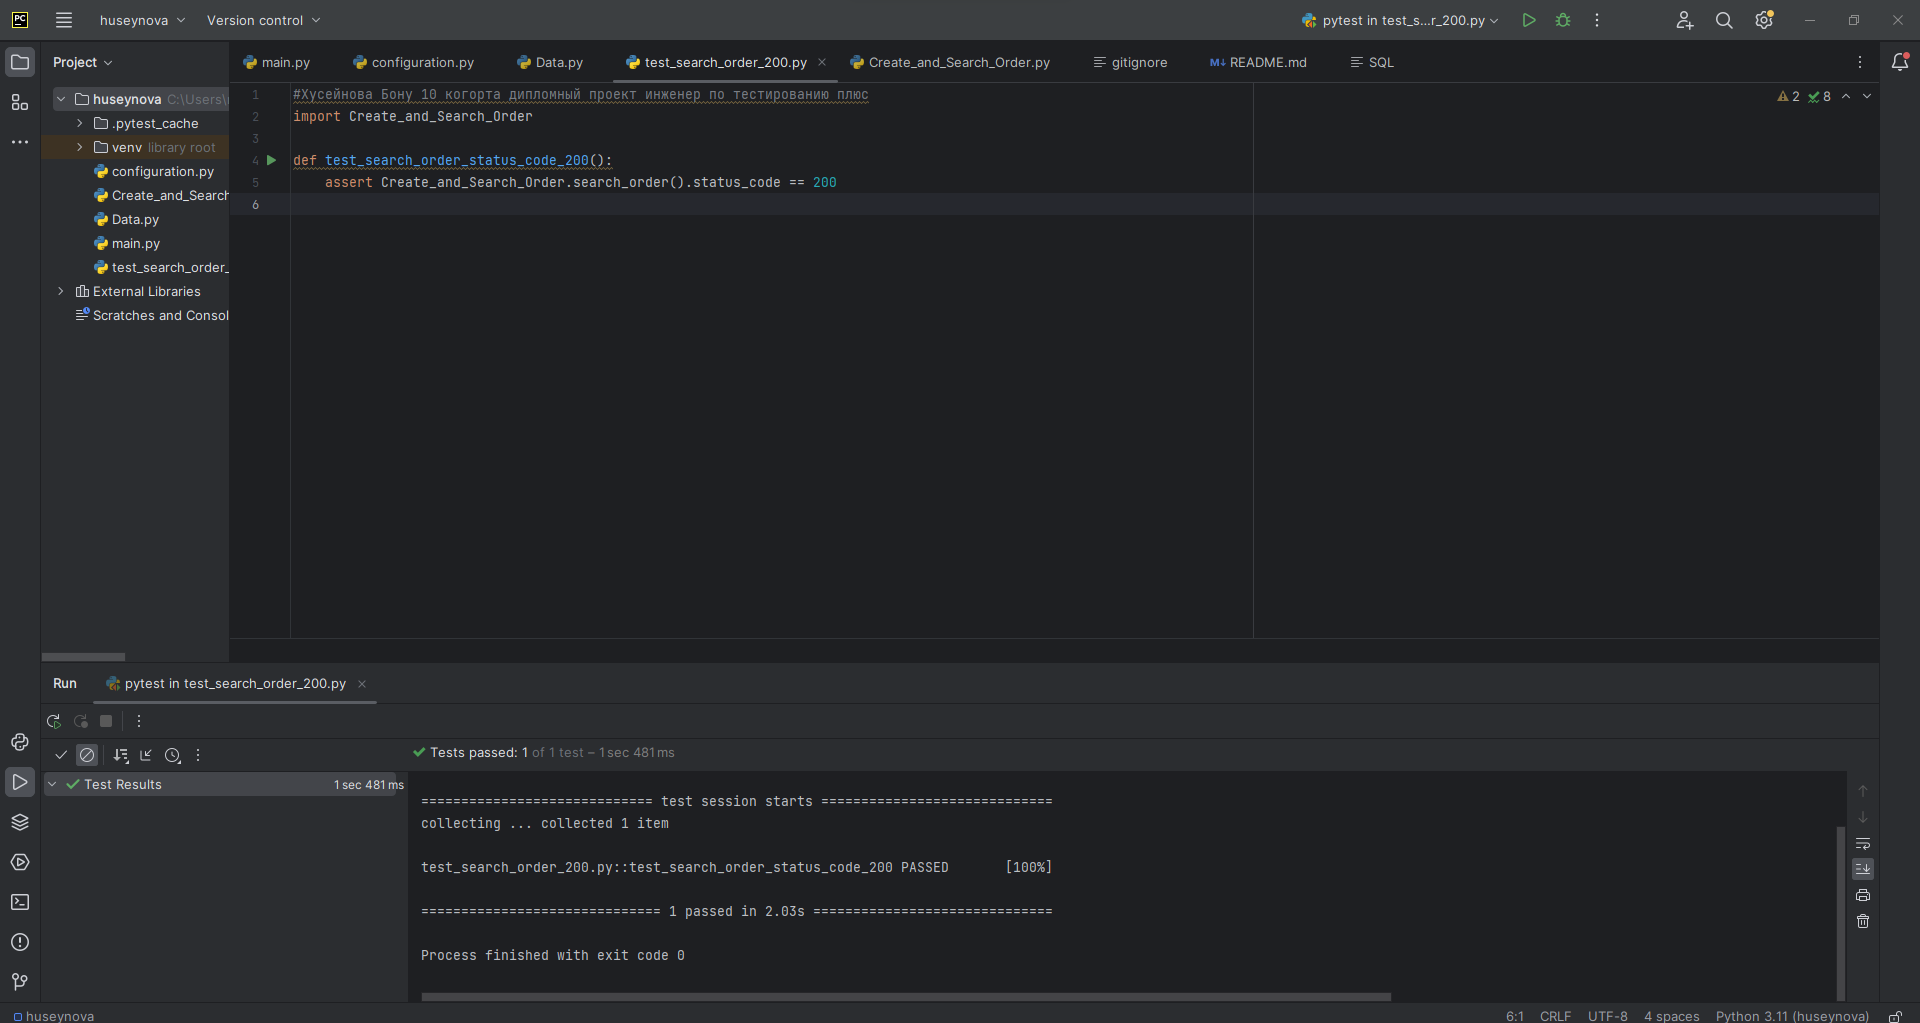 PC huseynova Version control pytest in test_s...r_200.py
Project main.py configuration.py Data.py test_search_order_200.py Create_and_Search_Order.py gitignore M↓ README.md SQL
huseynova C:\Users\
.pytest_cache
venv library root
configuration.py
Create_and_Search
Data.py
main.py
test_search_order_
External Libraries
Scratches and Consol
1 #Хусейнова Бону 10 когорта дипломный проект инженер по тестированию плюс
2 import Create_and_Search_Order
3
4 def test_search_order_status_code_200():
5 assert Create_and_Search_Order.search_order().status_code == 200
6
2 8
Run pytest in test_search_order_200.py
Tests passed: 1 of 1 test – 1 sec 481 ms
Test Results 1 sec 481 ms
============================= test session starts =============================
collecting ... collected 1 item
test_search_order_200.py::test_search_order_status_code_200 PASSED [100%]
============================== 1 passed in 2.03s ==============================
Process finished with exit code 0
huseynova 6:1 CRLF UTF-8 4 spaces Python 3.11 (huseynova)